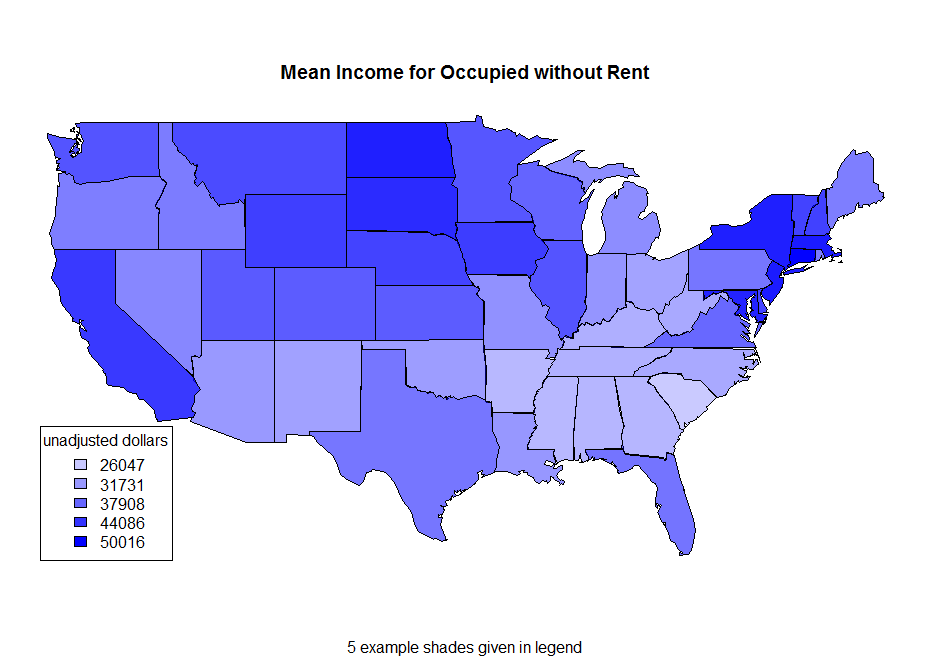 Mean Income for Occupied without Rent
unadjusted dollars
26047
31731
37908
44086
50016
5 example shades given in legend